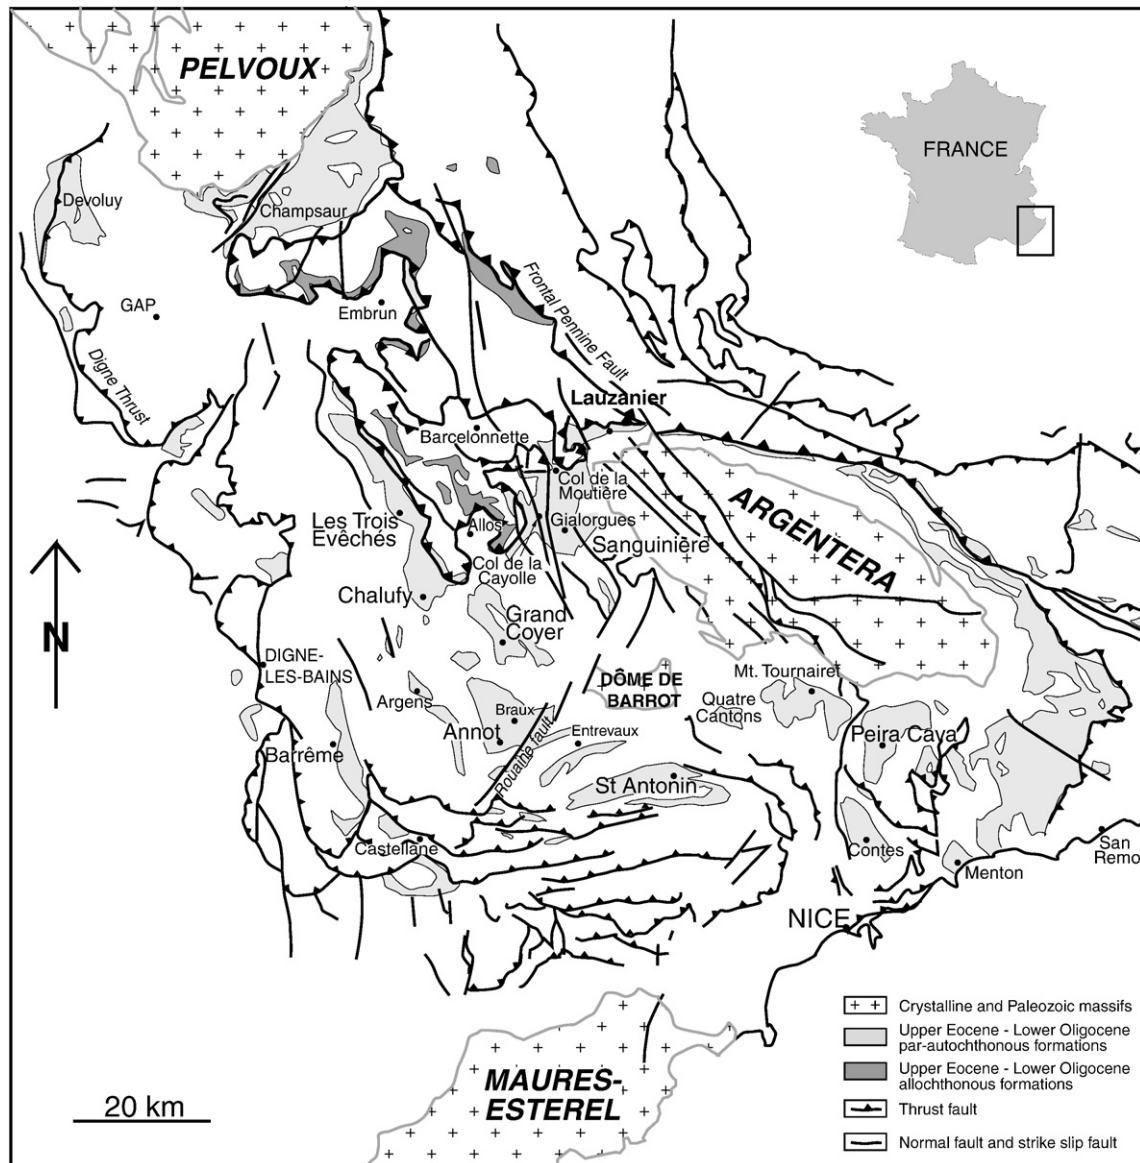 PELVOUX
FRANCE
Devoluy
Champsaur
GAP
Embrun
Frontal Pennine Fault
Digne Thrust
Lauzanier
Barcelonnette
Col de la
Moutière
ARGENTERA
Les Trois
Evêchés
Allos
Gialorgues
Sanguinière
Col de la
Cayolle
Chalufy
N
Grand
Coyer
DIGNE-
LES-BAINS
DÔME DE
BARROT
Mt. Tournairet
Argens
Quatre
Cantons
Braux
Annot
Entrevaux
Peira Cava
Barrême
Rouaine fault
St Antonin
Castellane
Contes
San
Remo
Menton
NICE
MAURES-
ESTEREL
20 km
Crystalline and Paleozoic massifs
Upper Eocene - Lower Oligocene
par-autochthonous formations
Upper Eocene - Lower Oligocene
allochthonous formations
Thrust fault
Normal fault and strike slip fault